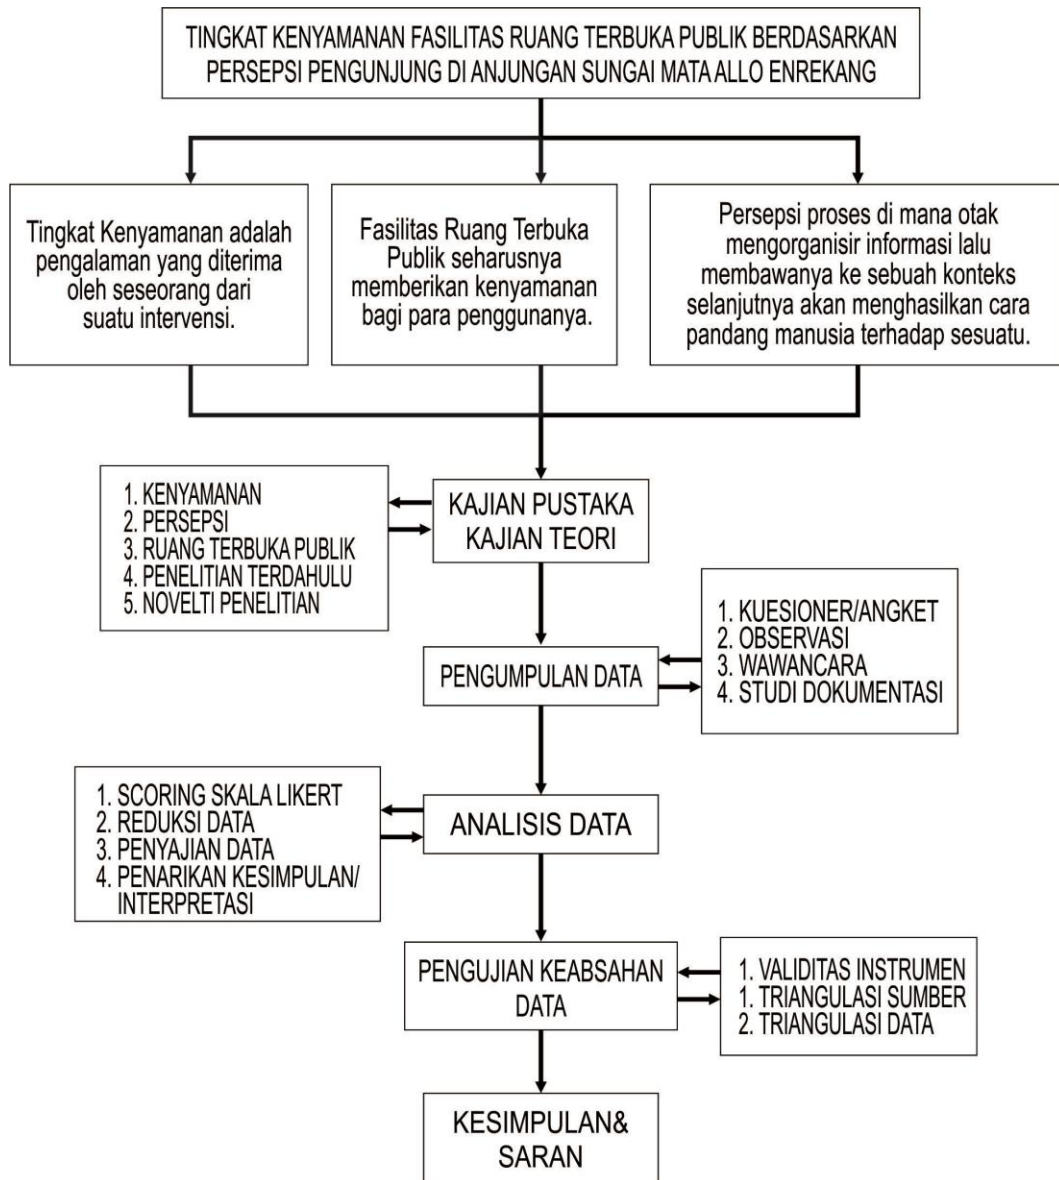 TINGKAT KENYAMANAN FASILITAS RUANG TERBUKA PUBLIK BERDASARKAN
PERSEPSI PENGUNJUNG DI ANJUNGAN SUNGAI MATA ALLO ENREKANG
Tingkat Kenyamanan adalah
pengalaman yang diterima
oleh seseorang dari
suatu intervensi.
Fasilitas Ruang Terbuka
Publik seharusnya
memberikan kenyamanan
bagi para penggunanya.
Persepsi proses di mana otak
mengorganisir informasi lalu
membawanya ke sebuah konteks
selanjutnya akan menghasilkan cara
pandang manusia terhadap sesuatu.
1. KENYAMANAN
2. PERSEPSI
3. RUANG TERBUKA PUBLIK
4. PENELITIAN TERDAHULU
5. NOVELTI PENELITIAN
KAJIAN PUSTAKA
KAJIAN TEORI
PENGUMPULAN DATA
1. KUESIONER/ANGKET
2. OBSERVASI
3. WAWANCARA
4. STUDI DOKUMENTASI
1. SCORING SKALA LIKERT
2. REDUKSI DATA
3. PENYAJIAN DATA
4. PENARIKAN KESIMPULAN/
INTERPRETASI
ANALISIS DATA
PENGUJIAN KEABSAHAN
DATA
1. VALIDITAS INSTRUMEN
1. TRIANGULASI SUMBER
2. TRIANGULASI DATA
KESIMPULAN&
SARAN